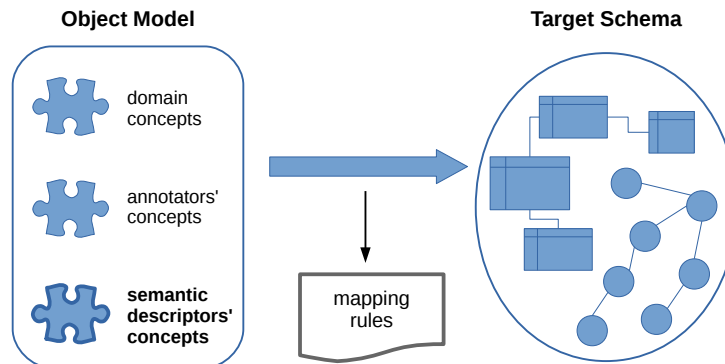 Object Model
Target Schema
domain
concepts
annotators'
concepts
semantic
descriptors'
concepts
mapping
rules